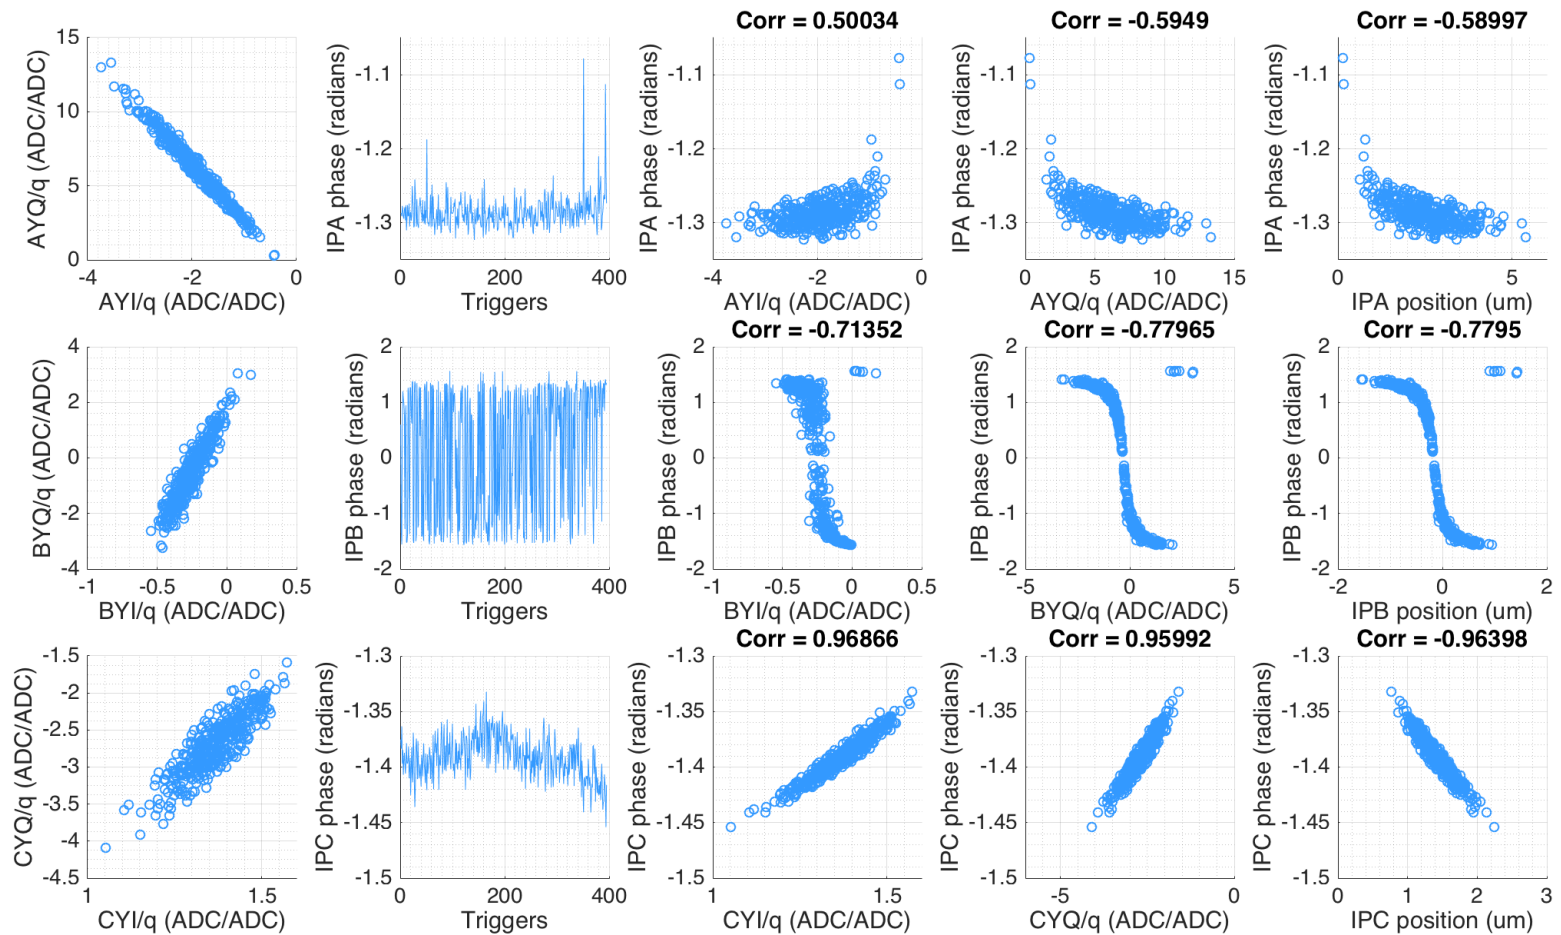 Corr = 0.50034
Corr = -0.5949
Corr = -0.58997
AYQ/q (ADC/ADC)
15
10
5
0
-4
-2
0
AYI/q (ADC/ADC)
IPA phase (radians)
-1.1
-1.2
-1.3
0
200
400
Triggers
IPA phase (radians)
-1.1
-1.2
-1.3
-4
-2
0
AYI/q (ADC/ADC)
IPA phase (radians)
-1.1
-1.2
-1.3
0
5
10
15
AYQ/q (ADC/ADC)
IPA phase (radians)
-1.1
-1.2
-1.3
0
5
IPA position (um)
Corr = -0.71352
Corr = -0.77965
Corr = -0.7795
BYQ/q (ADC/ADC)
4
2
0
-2
-4
-1
-0.5
0
0.5
BYI/q (ADC/ADC)
IPB phase (radians)
2
1
0
-1
-2
0
200
400
Triggers
IPB phase (radians)
2
1
0
-1
-2
-1
-0.5
0
0.5
BYI/q (ADC/ADC)
IPB phase (radians)
2
1
0
-1
-2
-5
0
5
BYQ/q (ADC/ADC)
IPB phase (radians)
2
1
0
-1
-2
-2
0
2
IPB position (um)
Corr = 0.96866
Corr = 0.95992
Corr = -0.96398
CYQ/q (ADC/ADC)
-1.5
-2
-2.5
-3
-3.5
-4
-4.5
1
1.5
CYI/q (ADC/ADC)
IPC phase (radians)
-1.3
-1.35
-1.4
-1.45
-1.5
0
200
400
Triggers
IPC phase (radians)
-1.3
-1.35
-1.4
-1.45
-1.5
1
1.5
CYI/q (ADC/ADC)
IPC phase (radians)
-1.3
-1.35
-1.4
-1.45
-1.5
-5
0
CYQ/q (ADC/ADC)
IPC phase (radians)
-1.3
-1.35
-1.4
-1.45
-1.5
0
1
2
3
IPC position (um)